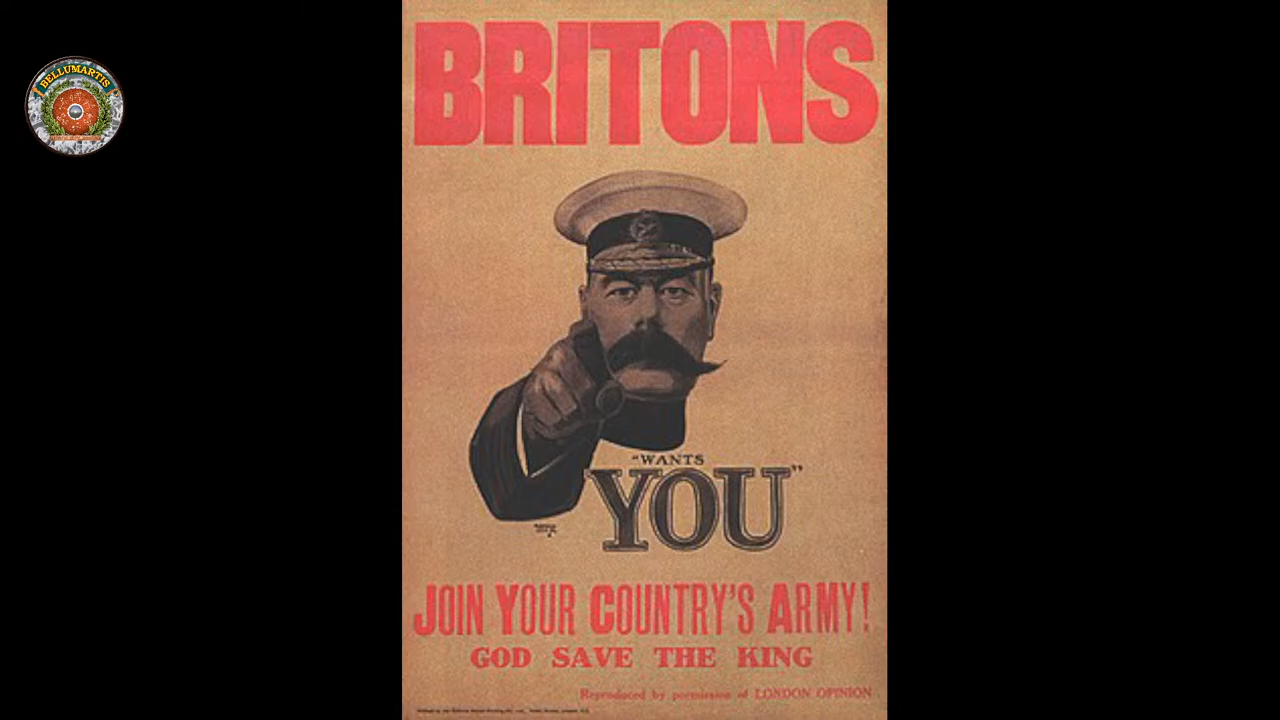 BELLUMARTIS
BRITONS
"WANTS
YOU"
JOIN YOUR COUNTRY'S ARMY!
GOD SAVE THE KING
Reproduced by permission of LONDON OPINION